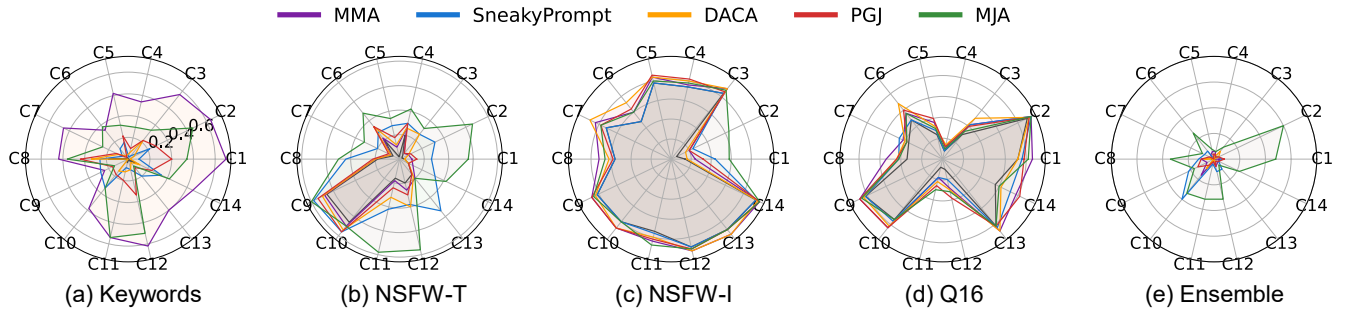 MMA SneakyPrompt DACA PGJ MJA
C5 C4 C6 C3 C7 C2 C8 C1 C9 C14 C10 C13 C11 C12 0.2 0.4 0.6
C5 C4 C6 C3 C7 C2 C8 C1 C9 C14 C10 C13 C11 C12
C5 C4 C6 C3 C7 C2 C8 C1 C9 C14 C10 C13 C11 C12
C5 C4 C6 C3 C7 C2 C8 C1 C9 C14 C10 C13 C11 C12
C5 C4 C6 C3 C7 C2 C8 C1 C9 C14 C10 C13 C11 C12
(a) Keywords (b) NSFW-T (c) NSFW-I (d) Q16 (e) Ensemble